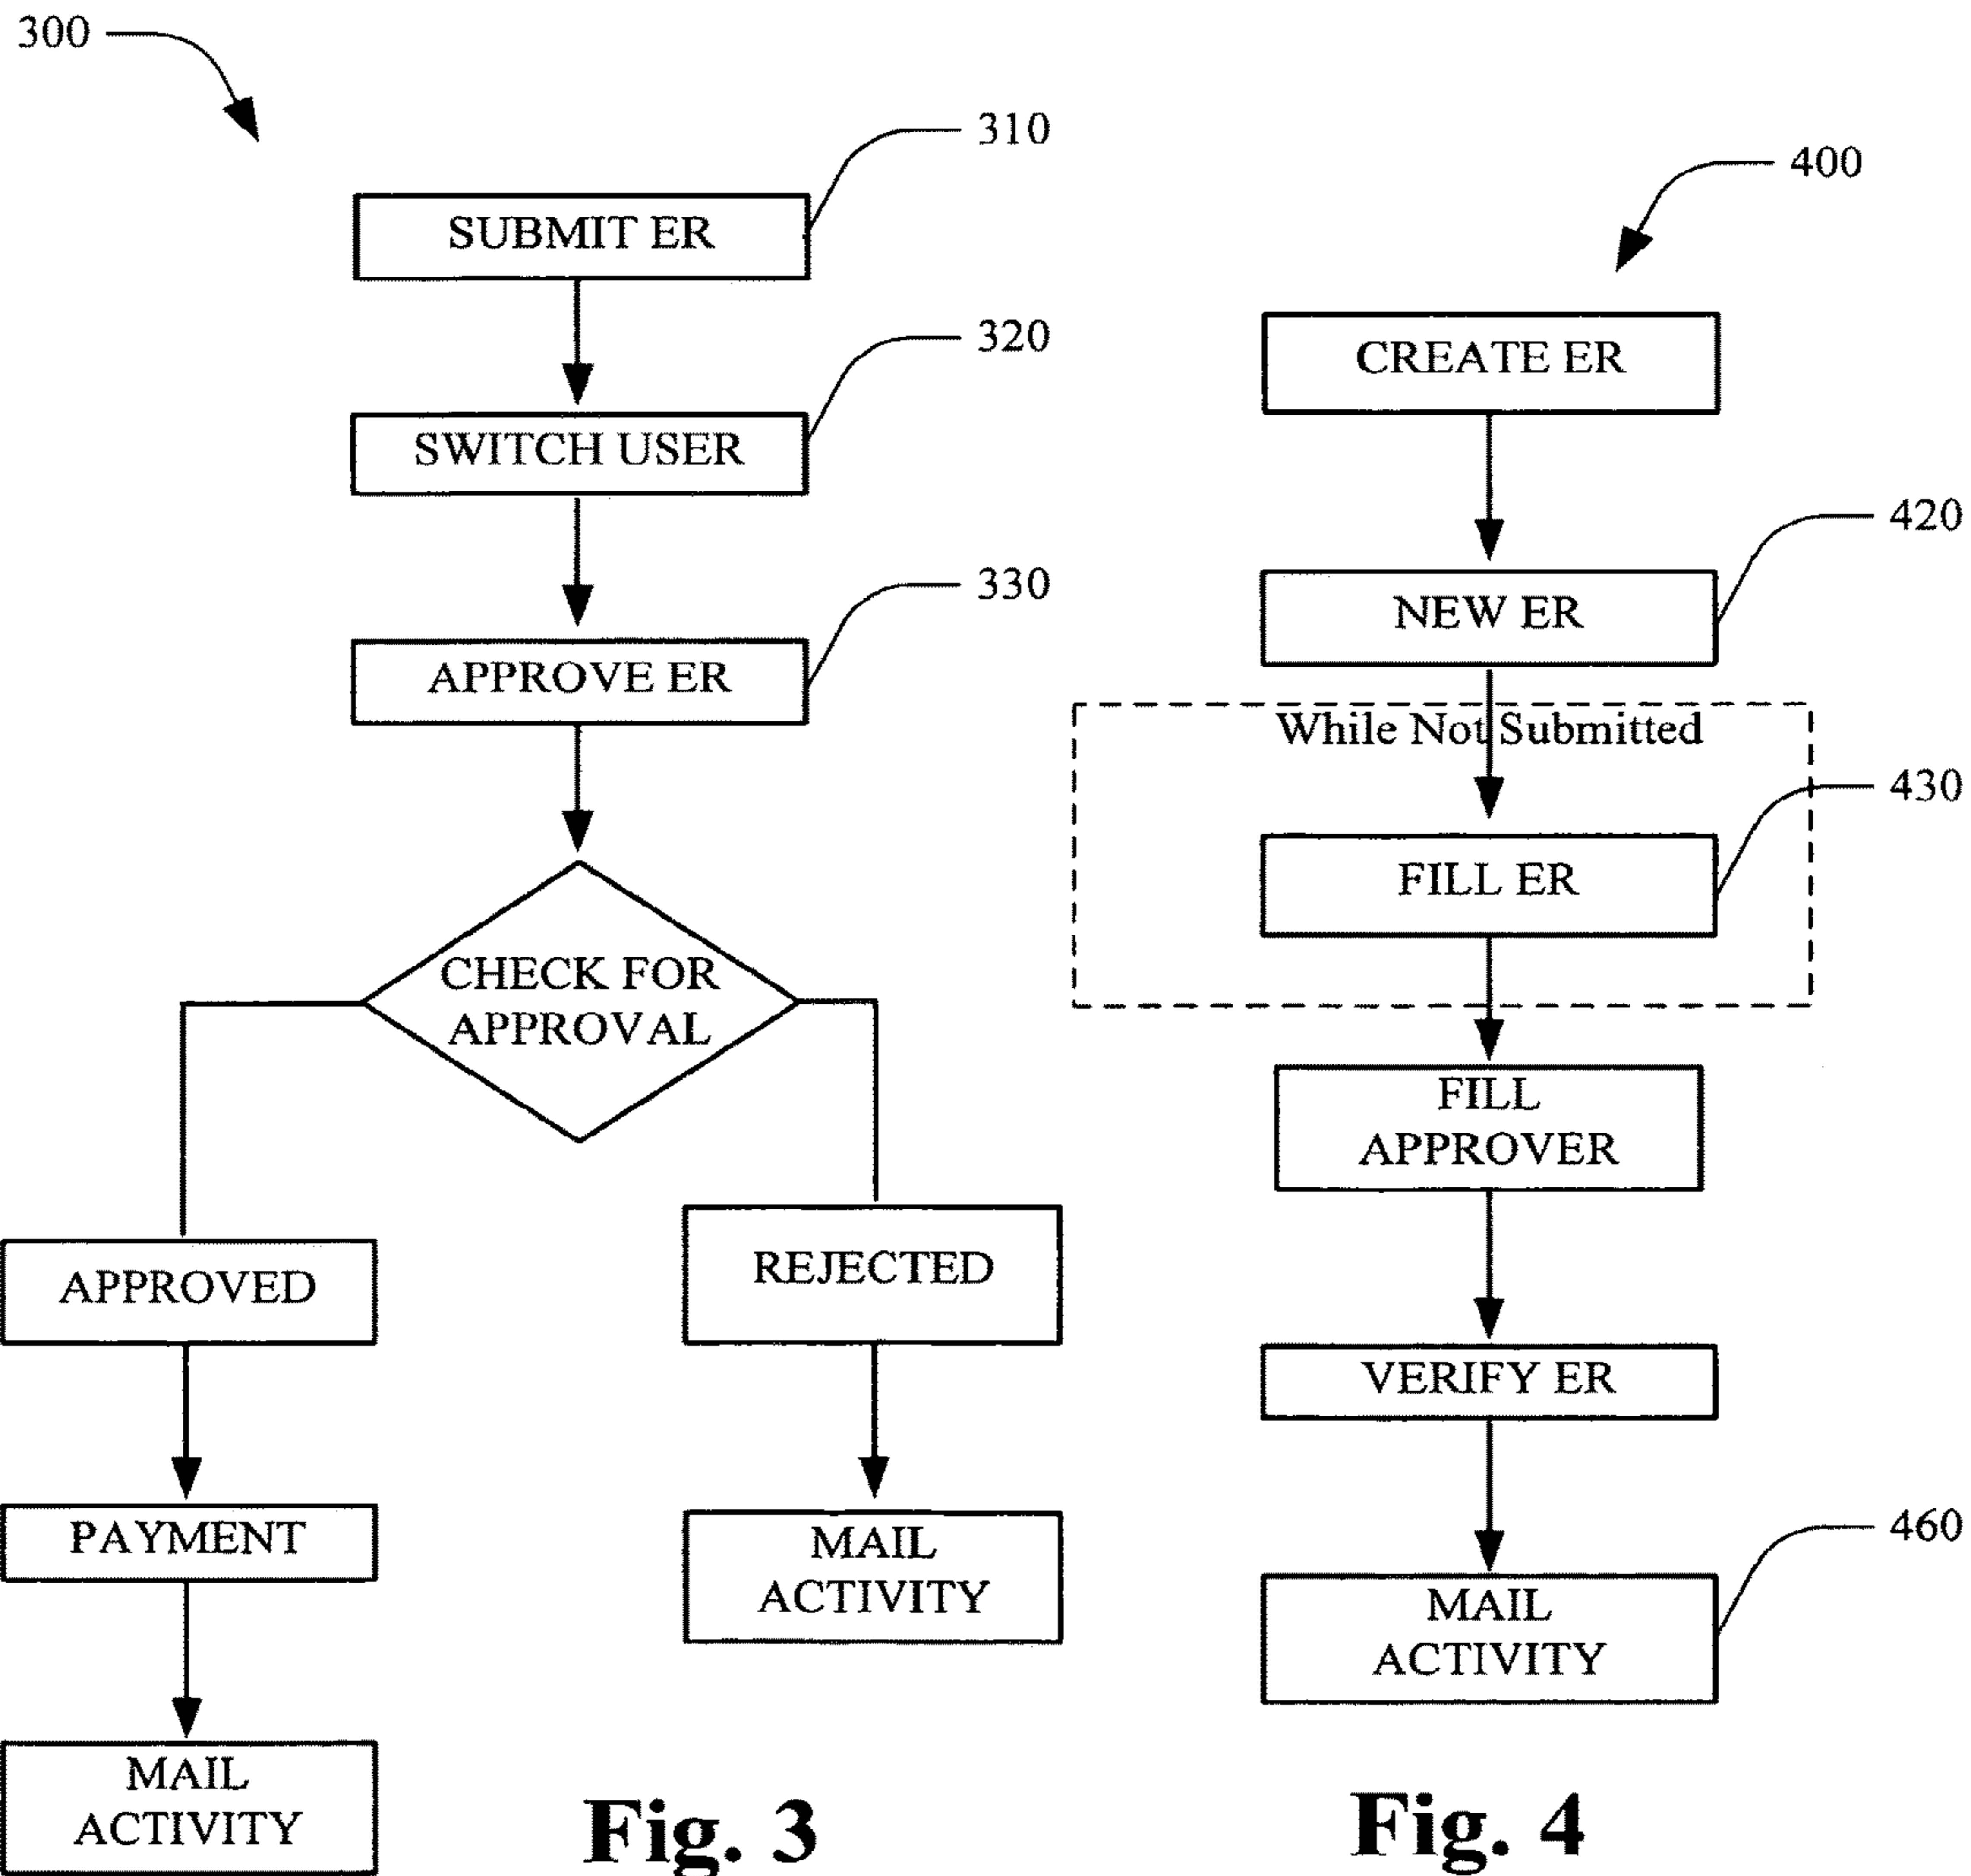 300
310
SUBMIT ER
320
SWITCH USER
330
APPROVE ER
CHECK FOR
APPROVAL
APPROVED
REJECTED
PAYMENT
MAIL
ACTIVITY
MAIL
ACTIVITY
Fig. 3
400
CREATE ER
420
NEW ER
While Not Submitted
430
FILL ER
FILL
APPROVER
VERIFY ER
460
MAIL
ACTIVITY
Fig. 4